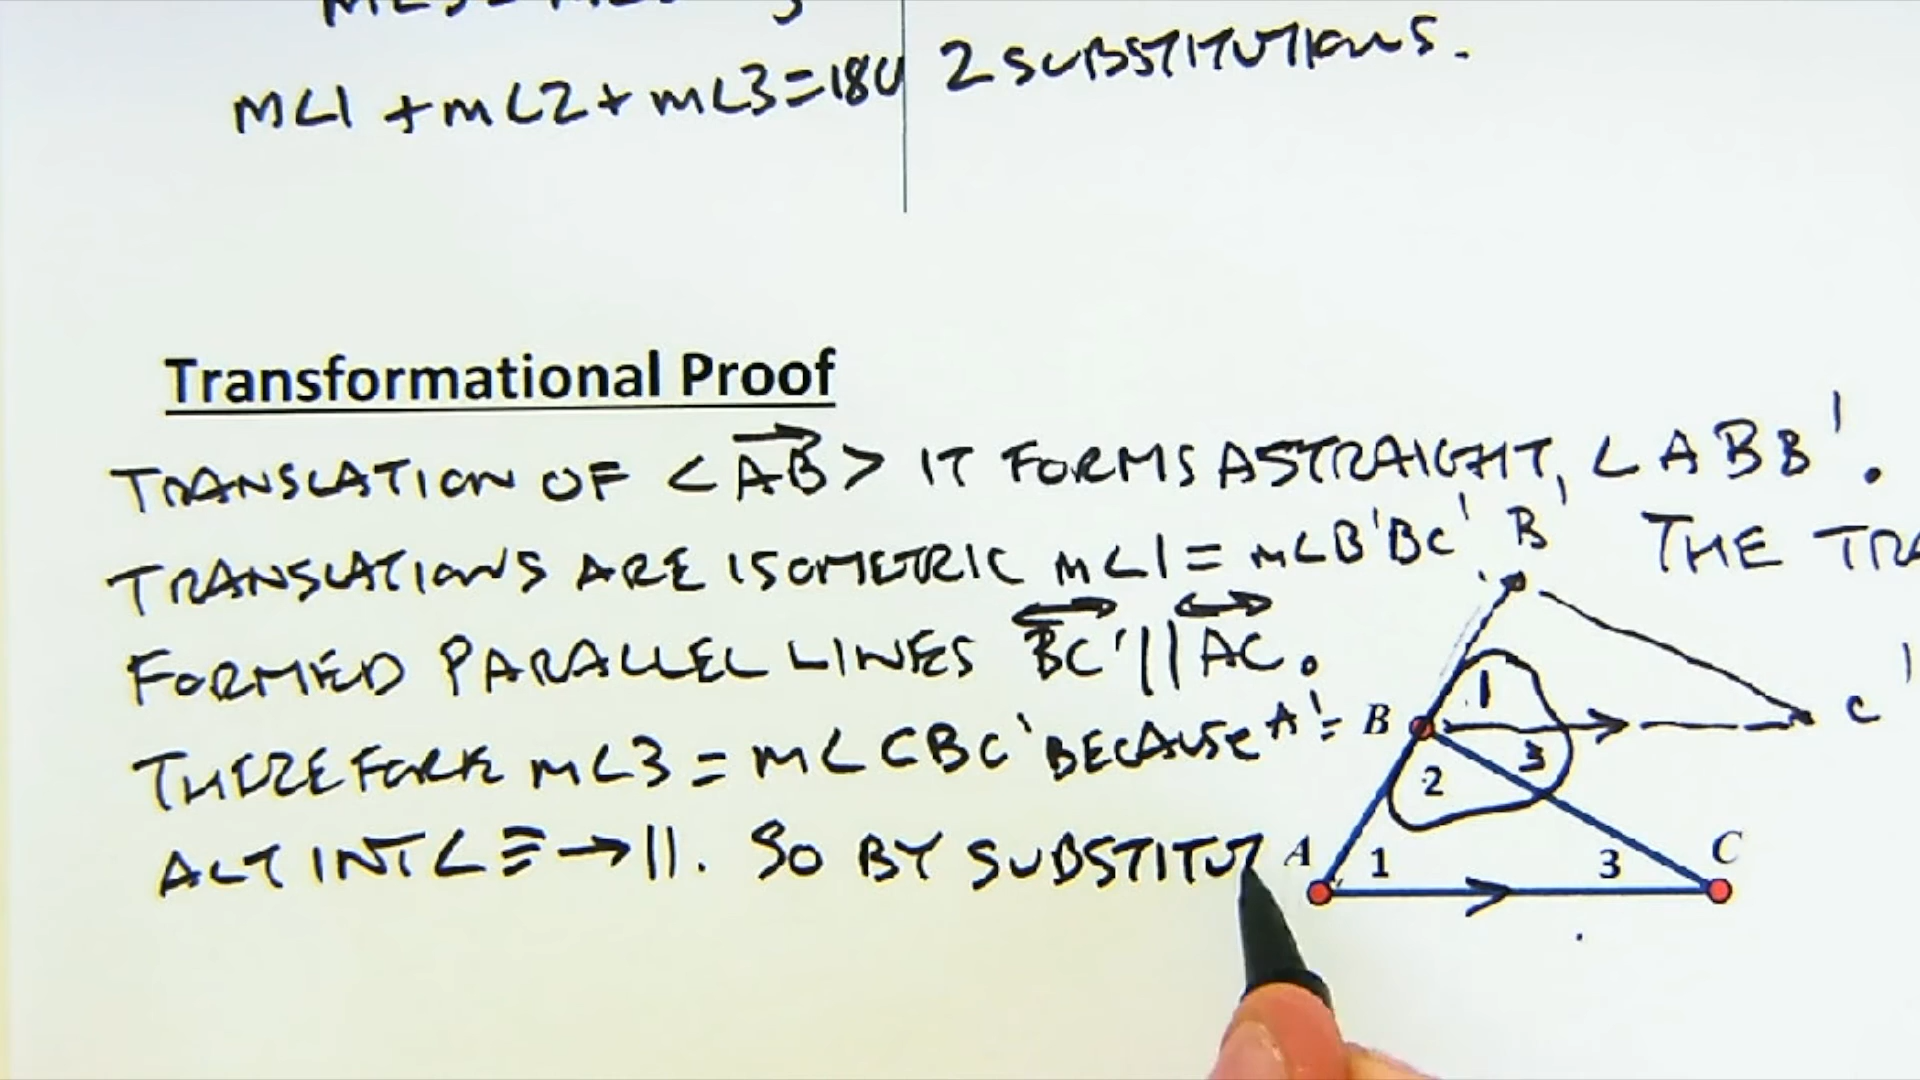 m∠1 + m∠2 + m∠3 = 180 2 SUBSTITUTIONS.
Transformational Proof
TRANSLATION OF <AB> IT FORMS A STRAIGHT, ∠ABB'.
TRANSLATIONS ARE ISOMETRIC m∠1 = m∠B'BC' THE TRA
FORMED PARALLEL LINES BC' || AC.
THEREFORE m∠3 = m∠CBC' BECAUSE
ALT INT ∠ ≅ → ||. SO BY SUBSTITUT
B'
1
B
C'
3
2
A
1
3
C